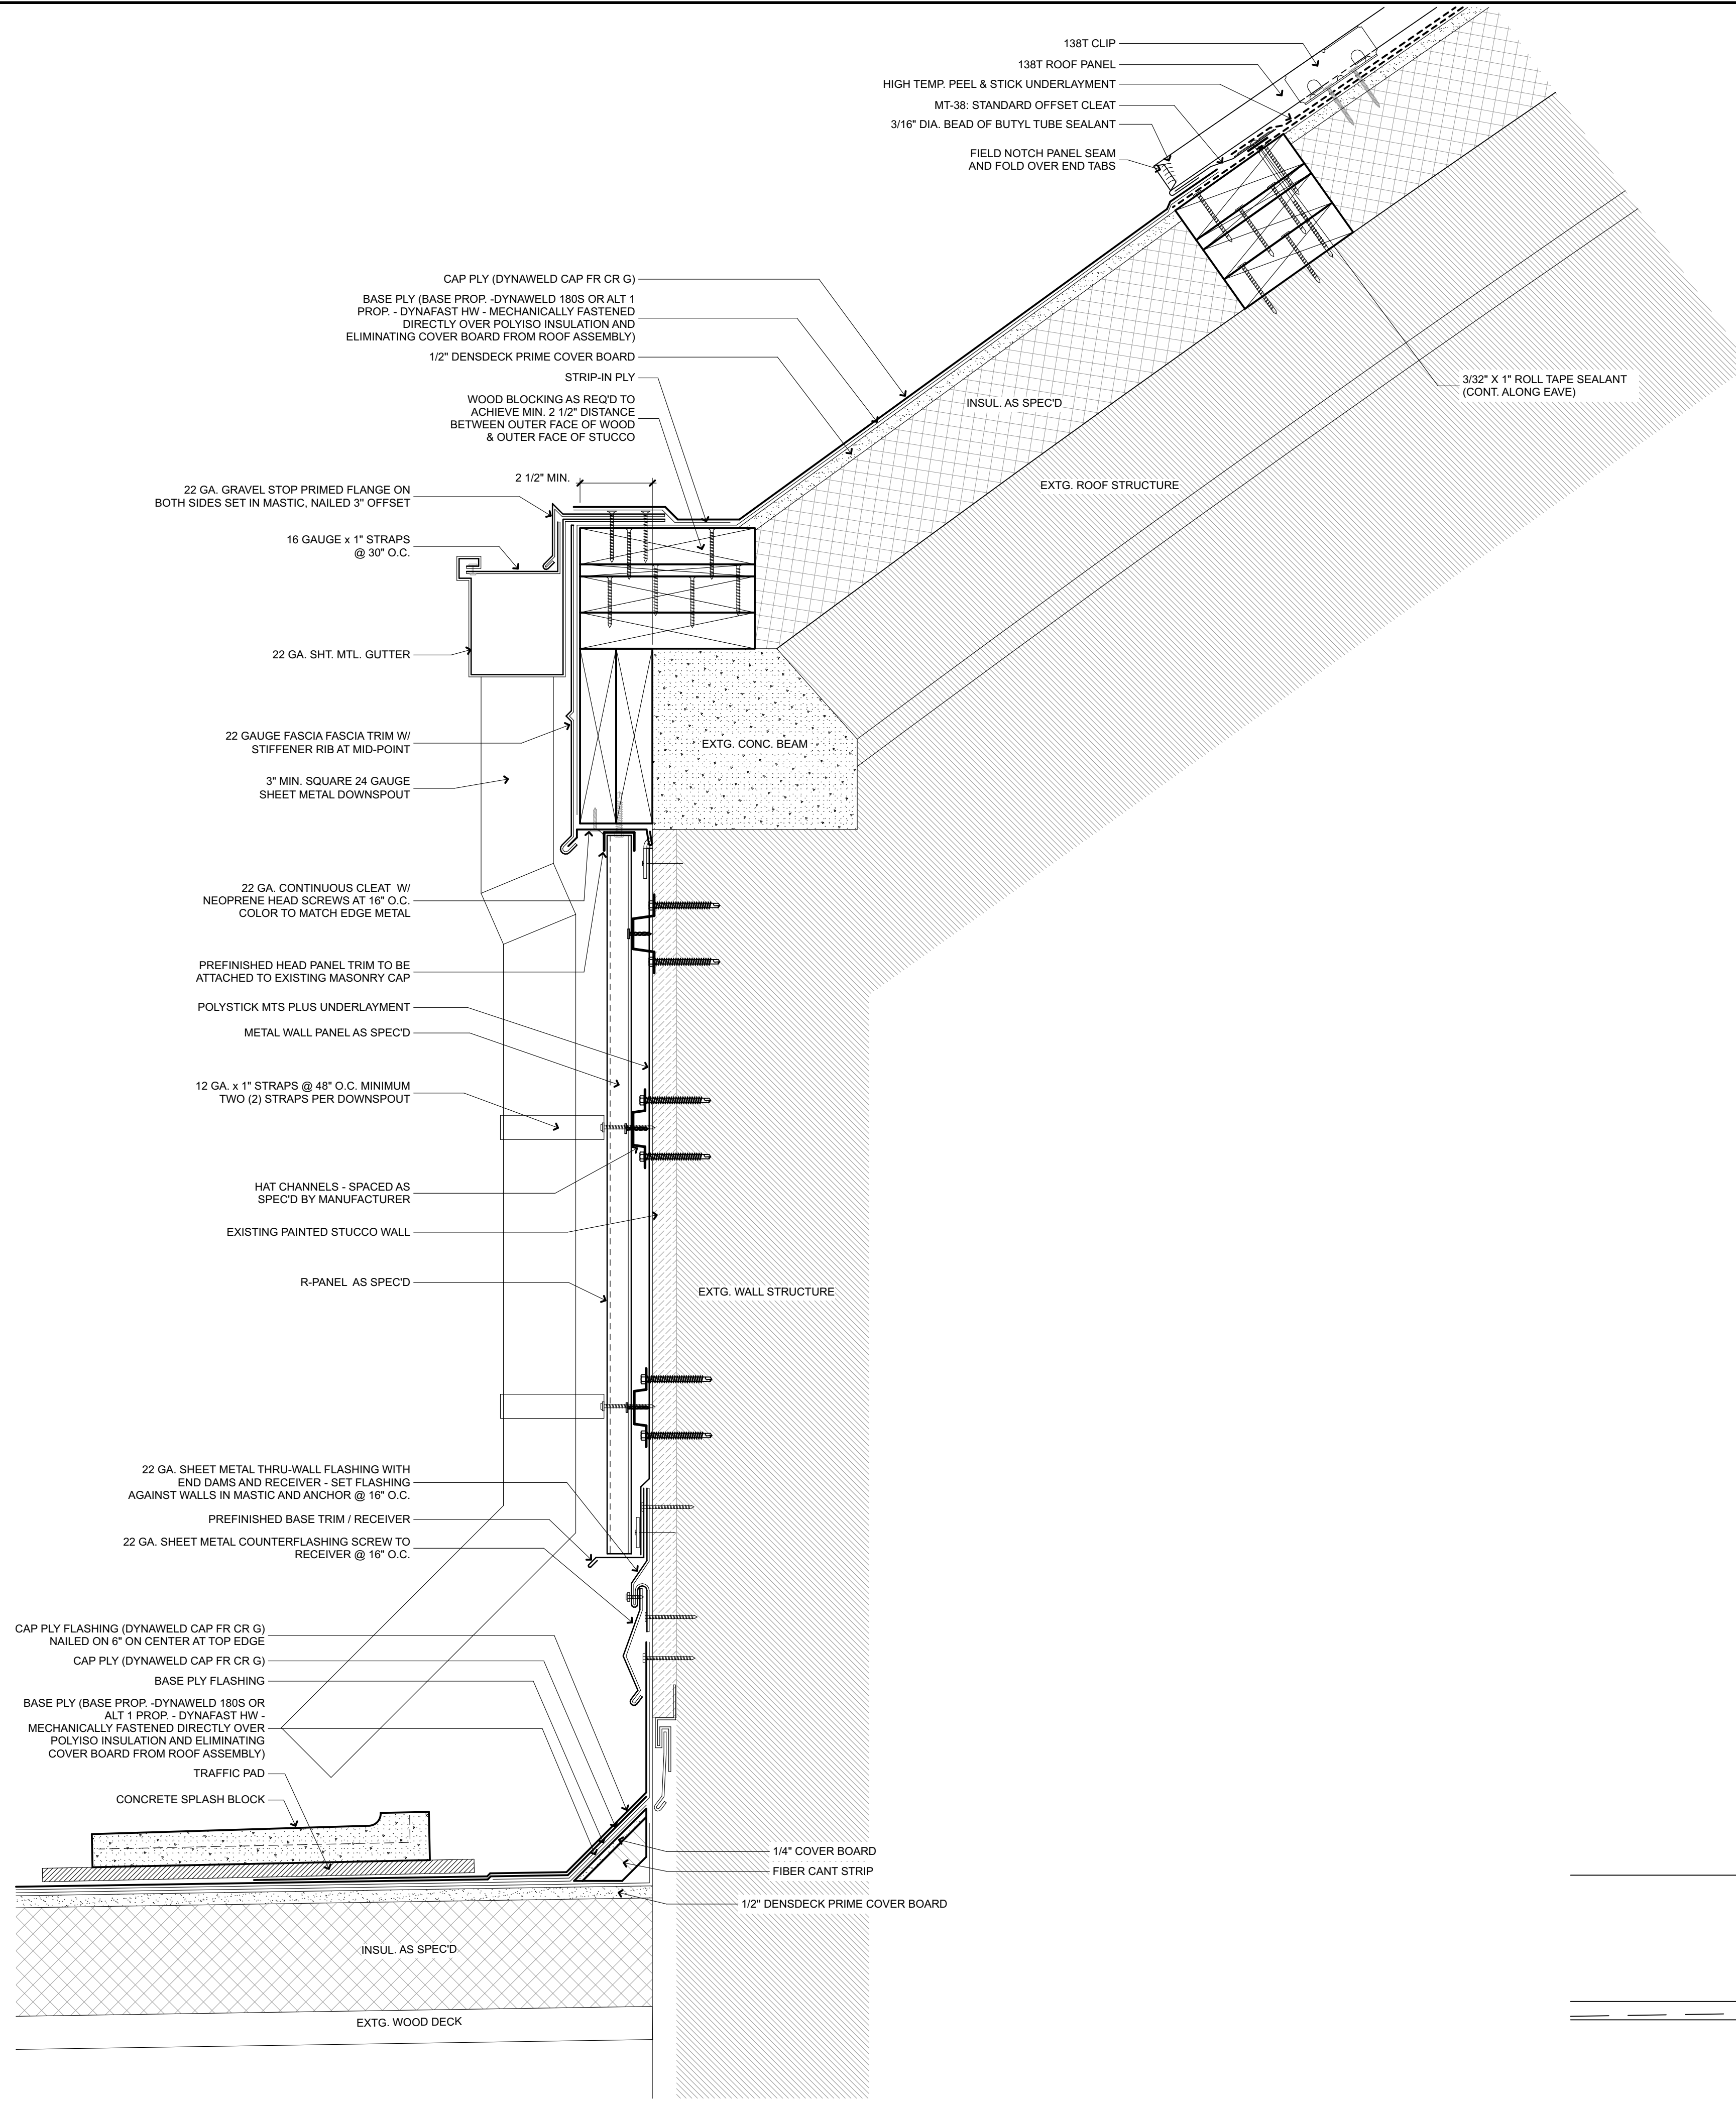 138T CLIP
138T ROOF PANEL
HIGH TEMP. PEEL & STICK UNDERLAYMENT
MT-38: STANDARD OFFSET CLEAT
3/16" DIA. BEAD OF BUTYL TUBE SEALANT
FIELD NOTCH PANEL SEAM
AND FOLD OVER END TABS
CAP PLY (DYNAWELD CAP FR CR G)
BASE PLY (BASE PROP. -DYNAWELD 180S OR ALT 1
PROP. - DYNAFAST HW - MECHANICALLY FASTENED
DIRECTLY OVER POLYISO INSULATION AND
ELIMINATING COVER BOARD FROM ROOF ASSEMBLY)
1/2" DENSDECK PRIME COVER BOARD
STRIP-IN PLY
WOOD BLOCKING AS REQ'D TO
ACHIEVE MIN. 2 1/2" DISTANCE
BETWEEN OUTER FACE OF WOOD
& OUTER FACE OF STUCCO
3/32" X 1" ROLL TAPE SEALANT
(CONT. ALONG EAVE)
INSUL. AS SPEC'D
EXTG. ROOF STRUCTURE
2 1/2" MIN.
22 GA. GRAVEL STOP PRIMED FLANGE ON
BOTH SIDES SET IN MASTIC, NAILED 3" OFFSET
16 GAUGE x 1" STRAPS
@ 30" O.C.
22 GA. SHT. MTL. GUTTER
22 GAUGE FASCIA FASCIA TRIM W/
STIFFENER RIB AT MID-POINT
EXTG. CONC. BEAM
3" MIN. SQUARE 24 GAUGE
SHEET METAL DOWNSPOUT
22 GA. CONTINUOUS CLEAT W/
NEOPRENE HEAD SCREWS AT 16" O.C.
COLOR TO MATCH EDGE METAL
PREFINISHED HEAD PANEL TRIM TO BE
ATTACHED TO EXISTING MASONRY CAP
POLYSTICK MTS PLUS UNDERLAYMENT
METAL WALL PANEL AS SPEC'D
12 GA. x 1" STRAPS @ 48" O.C. MINIMUM
TWO (2) STRAPS PER DOWNSPOUT
HAT CHANNELS - SPACED AS
SPEC'D BY MANUFACTURER
EXISTING PAINTED STUCCO WALL
R-PANEL AS SPEC'D
EXTG. WALL STRUCTURE
22 GA. SHEET METAL THRU-WALL FLASHING WITH
END DAMS AND RECEIVER - SET FLASHING
AGAINST WALLS IN MASTIC AND ANCHOR @ 16" O.C.
PREFINISHED BASE TRIM / RECEIVER
22 GA. SHEET METAL COUNTERFLASHING SCREW TO
RECEIVER @ 16" O.C.
CAP PLY FLASHING (DYNAWELD CAP FR CR G)
NAILED ON 6" ON CENTER AT TOP EDGE
CAP PLY (DYNAWELD CAP FR CR G)
BASE PLY FLASHING
BASE PLY (BASE PROP. -DYNAWELD 180S OR
ALT 1 PROP. - DYNAFAST HW -
MECHANICALLY FASTENED DIRECTLY OVER
POLYISO INSULATION AND ELIMINATING
COVER BOARD FROM ROOF ASSEMBLY)
TRAFFIC PAD
CONCRETE SPLASH BLOCK
1/4" COVER BOARD
FIBER CANT STRIP
1/2" DENSDECK PRIME COVER BOARD
INSUL. AS SPEC'D
EXTG. WOOD DECK